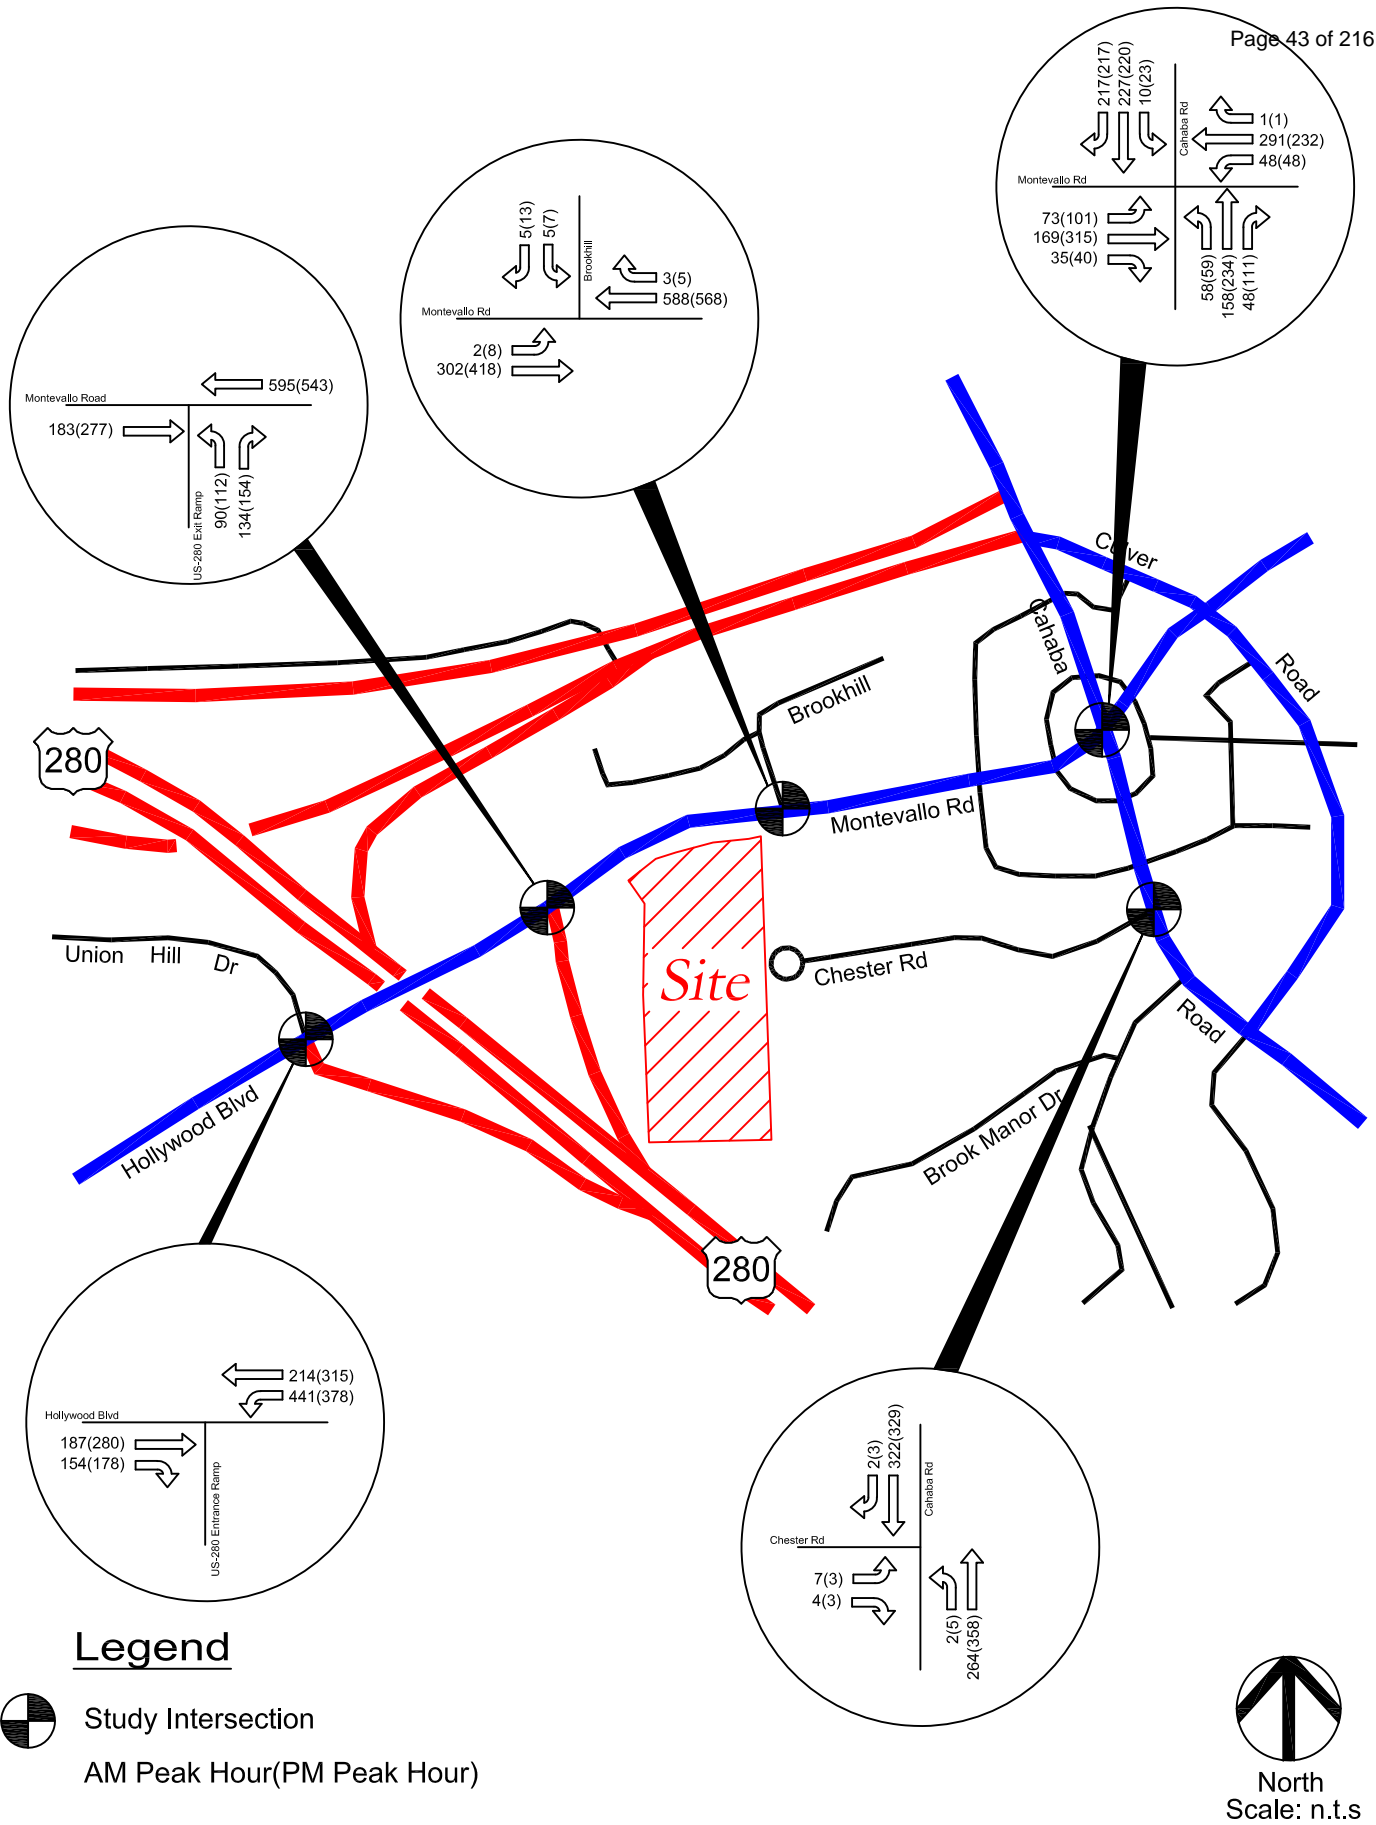 Page 43 of 216
217(217)
227(220)
10(23)
Cahaba Rd
1(1)
291(232)
48(48)
Montevallo Rd
73(101)
169(315)
35(40)
58(59)
158(234)
48(111)
5(13)
5(7)
Brookhill
3(5)
588(568)
Montevallo Rd
2(8)
302(418)
595(543)
Montevallo Road
183(277)
90(112)
134(154)
US-280 Exit Ramp
Culver
Road
Cahaba
Brookhill
280
Montevallo Rd
Union Hill Dr
Site
Chester Rd
Road
Hollywood Blvd
Brook Manor Dr
280
214(315)
441(378)
Hollywood Blvd
187(280)
154(178)
US-280 Entrance Ramp
2(3)
322(329)
Cahaba Rd
Chester Rd
7(3)
4(3)
2(5)
264(358)
Legend
Study Intersection
AM Peak Hour(PM Peak Hour)
North
Scale: n.t.s